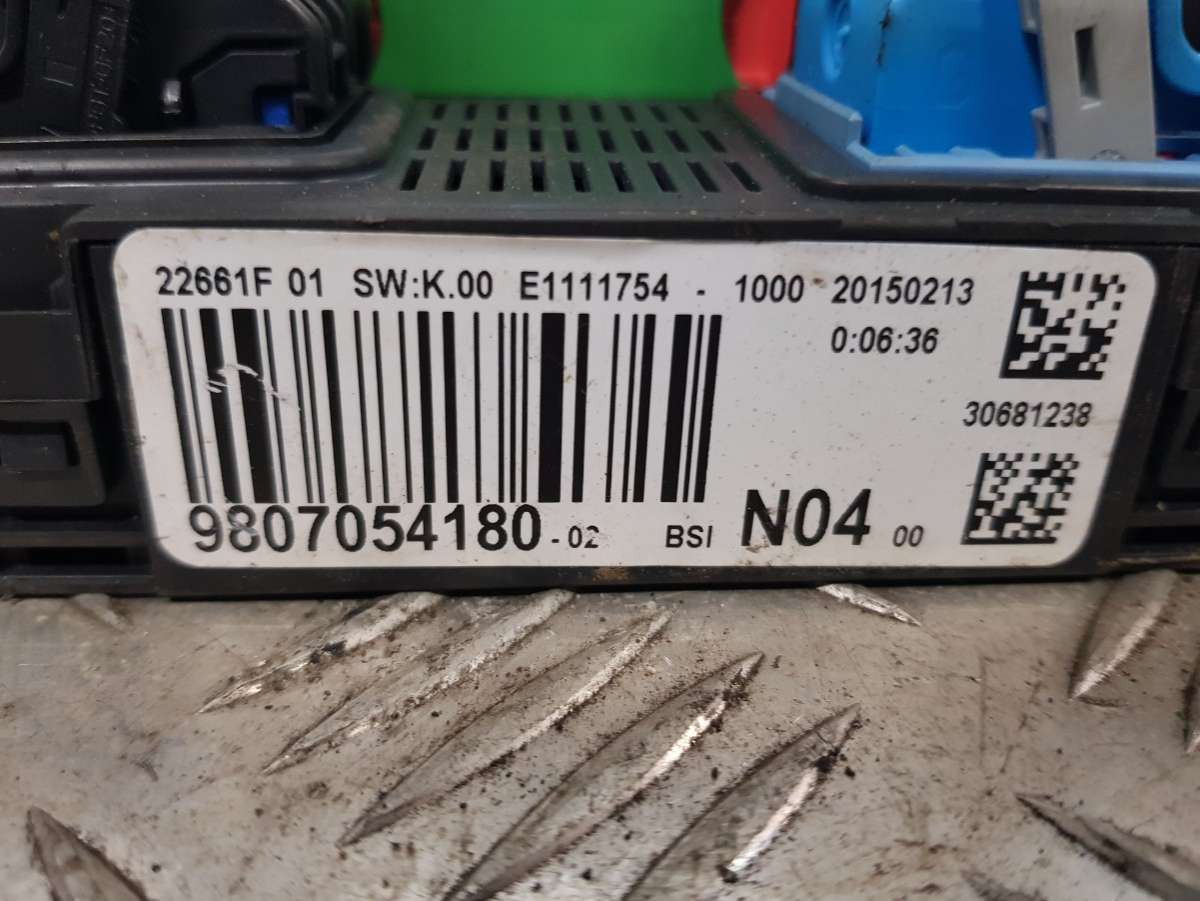 22661F 01 SW:K.00 E1111754 - 1000 20150213
0:06:36
30681238
9807054180 - 02 BSI N04 00